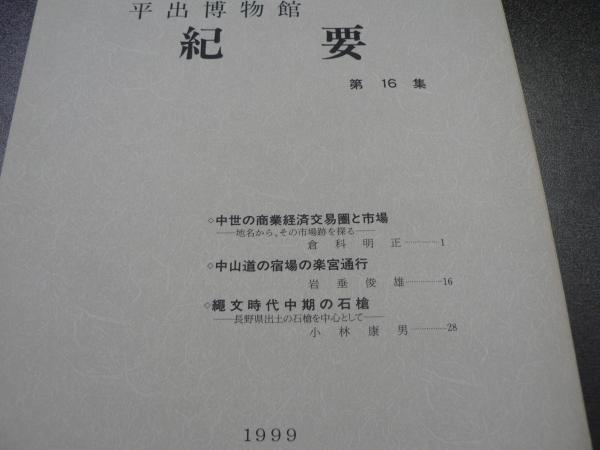 平出博物館
紀要
第16集
◇中世の商業経済交易圏と市場
──地名から、その市場跡を探る──
倉科明正…………1
◇中山道の宿場の楽宮通行
岩垂俊雄…………16
◇縄文時代中期の石槍
──長野県出土の石槍を中心として──
小林康男…………28
1999